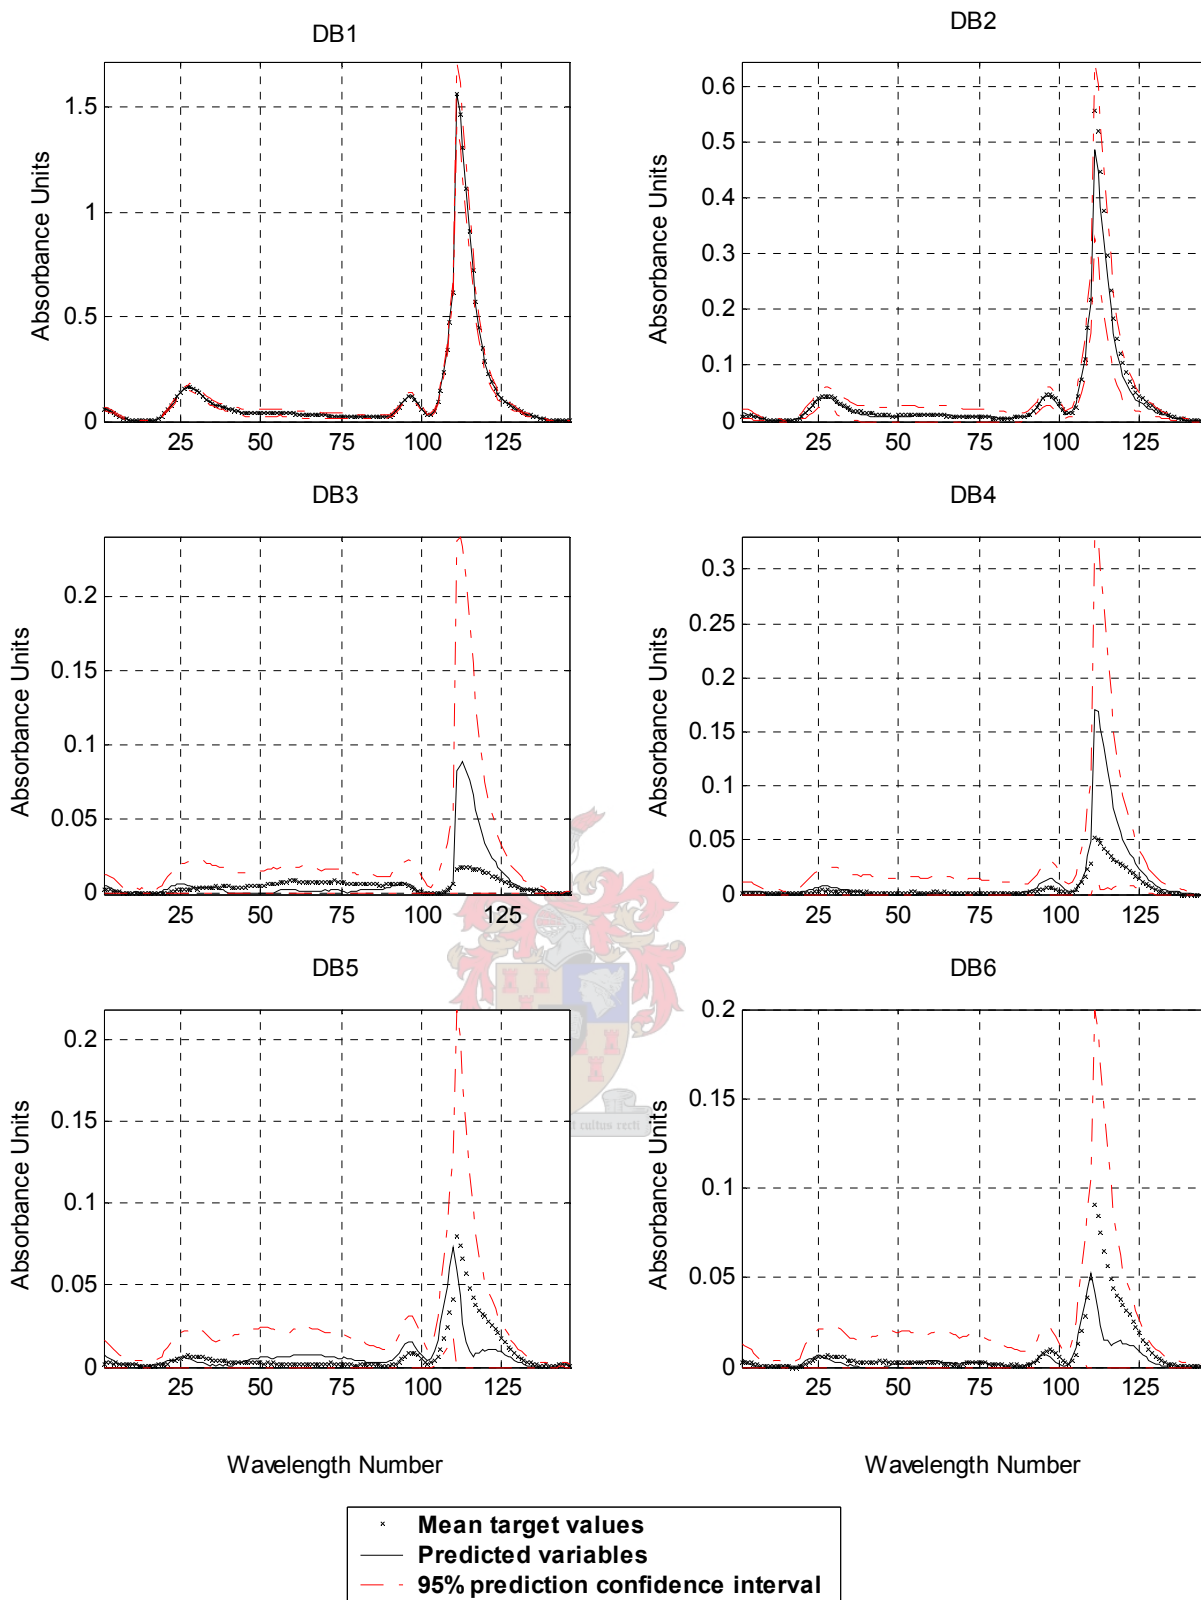 DB1
Absorbance Units
1.5
1
0.5
0
25 50 75 100 125
DB2
Absorbance Units
0.6
0.5
0.4
0.3
0.2
0.1
0
25 50 75 100 125
DB3
Absorbance Units
0.2
0.15
0.1
0.05
0
25 50 75 100 125
DB4
Absorbance Units
0.3
0.25
0.2
0.15
0.1
0.05
0
25 50 75 100 125
DB5
Absorbance Units
0.2
0.15
0.1
0.05
0
25 50 75 100 125
Wavelength Number
DB6
Absorbance Units
0.2
0.15
0.1
0.05
0
25 50 75 100 125
Wavelength Number
cultus recti
Mean target values
Predicted variables
95% prediction confidence interval